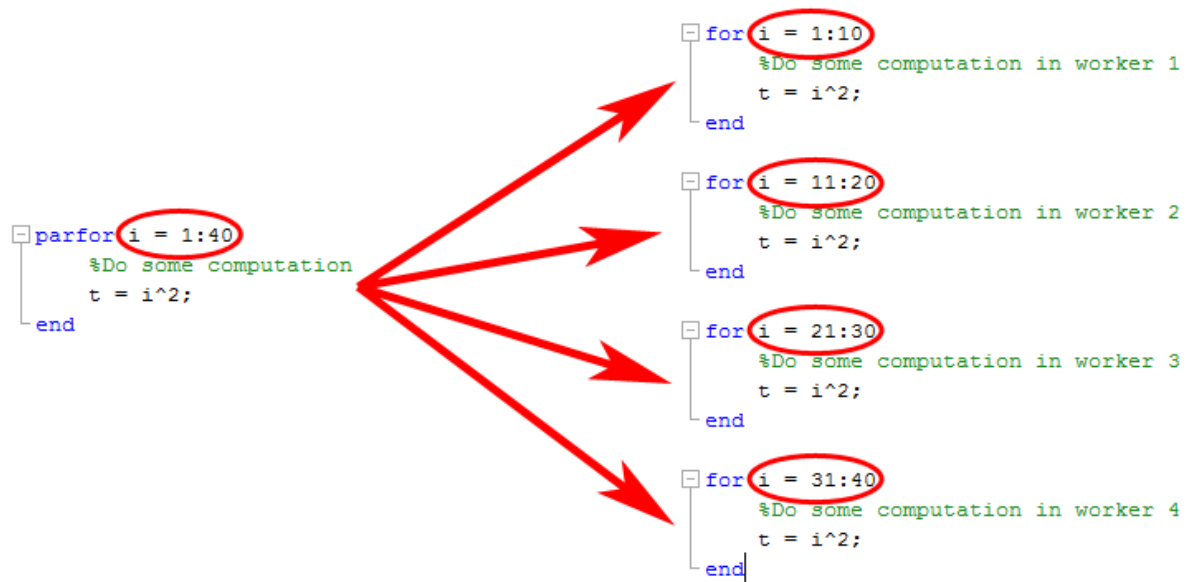 parfor i = 1:40
%Do some computation
t = i^2;
end
for i = 1:10
%Do some computation in worker 1
t = i^2;
end
for i = 11:20
%Do some computation in worker 2
t = i^2;
end
for i = 21:30
%Do some computation in worker 3
t = i^2;
end
for i = 31:40
%Do some computation in worker 4
t = i^2;
end